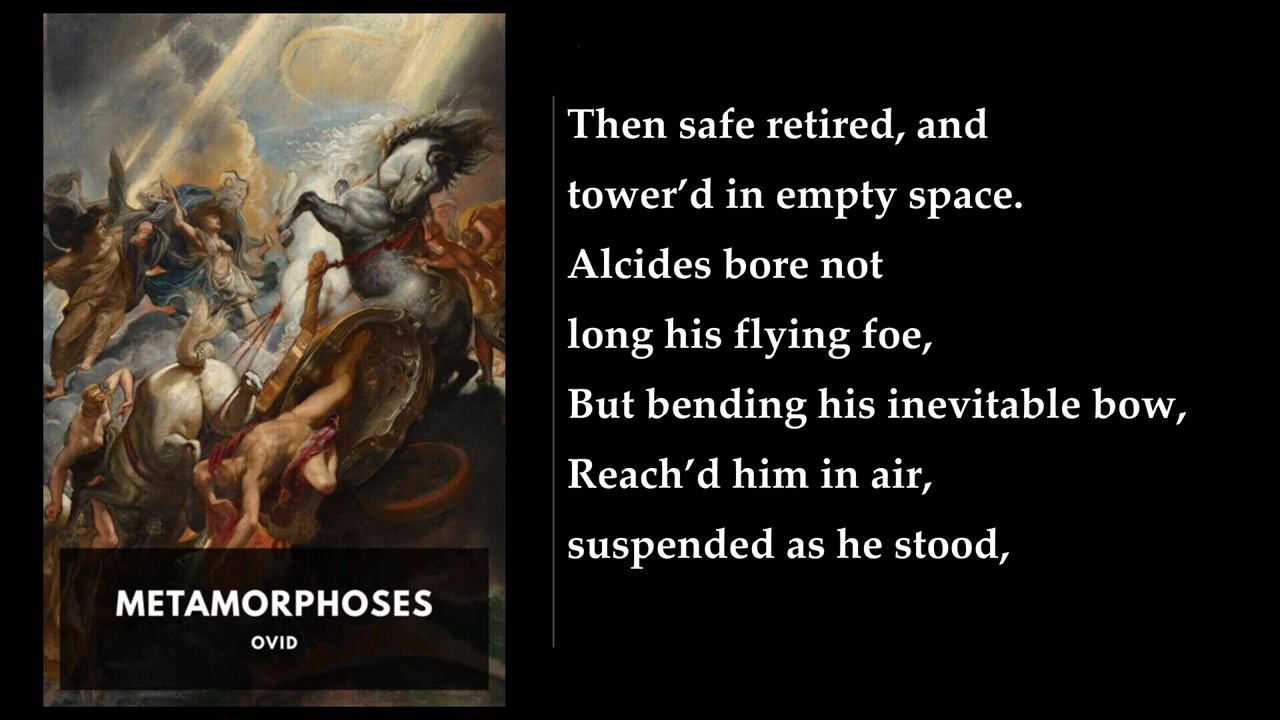 METAMORPHOSES
OVID
Then safe retired, and
tower’d in empty space.
Alcides bore not
long his flying foe,
But bending his inevitable bow,
Reach’d him in air,
suspended as he stood,